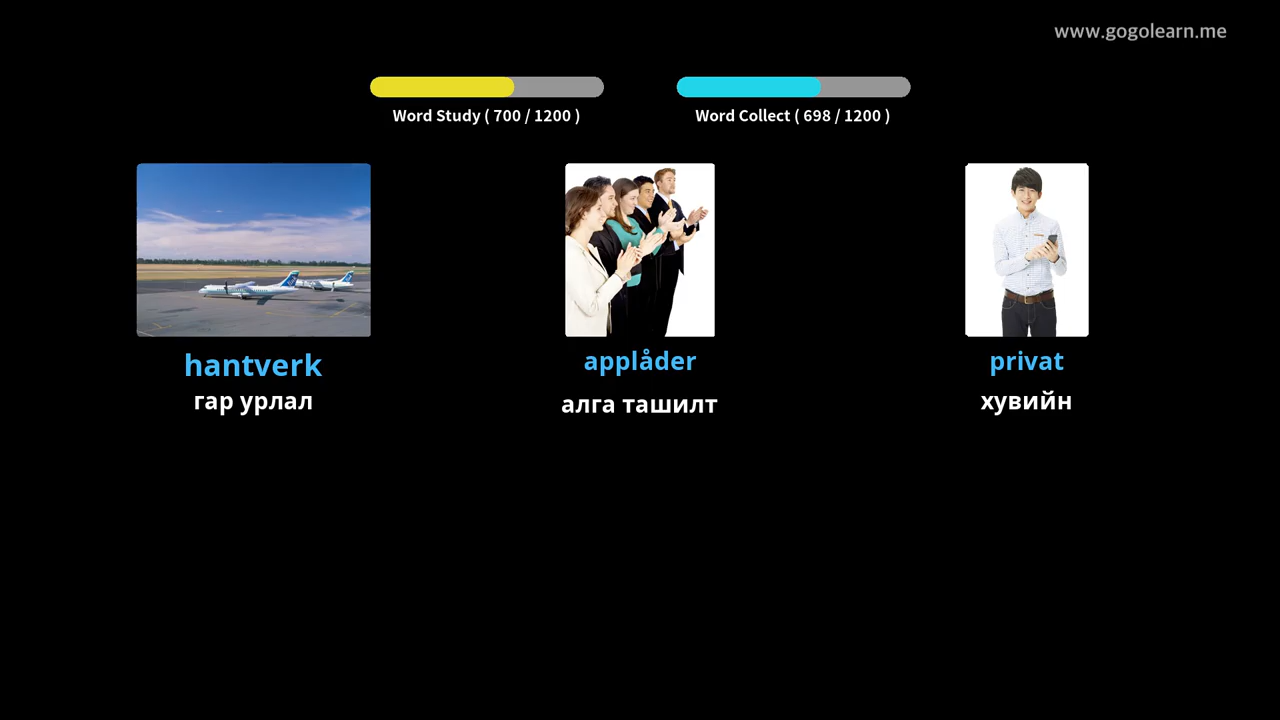 www.gogolearn.me
Word Study ( 700 / 1200 )
Word Collect ( 698 / 1200 )
hantverk
applåder
privat
гар урлал
алга ташилт
хувийн